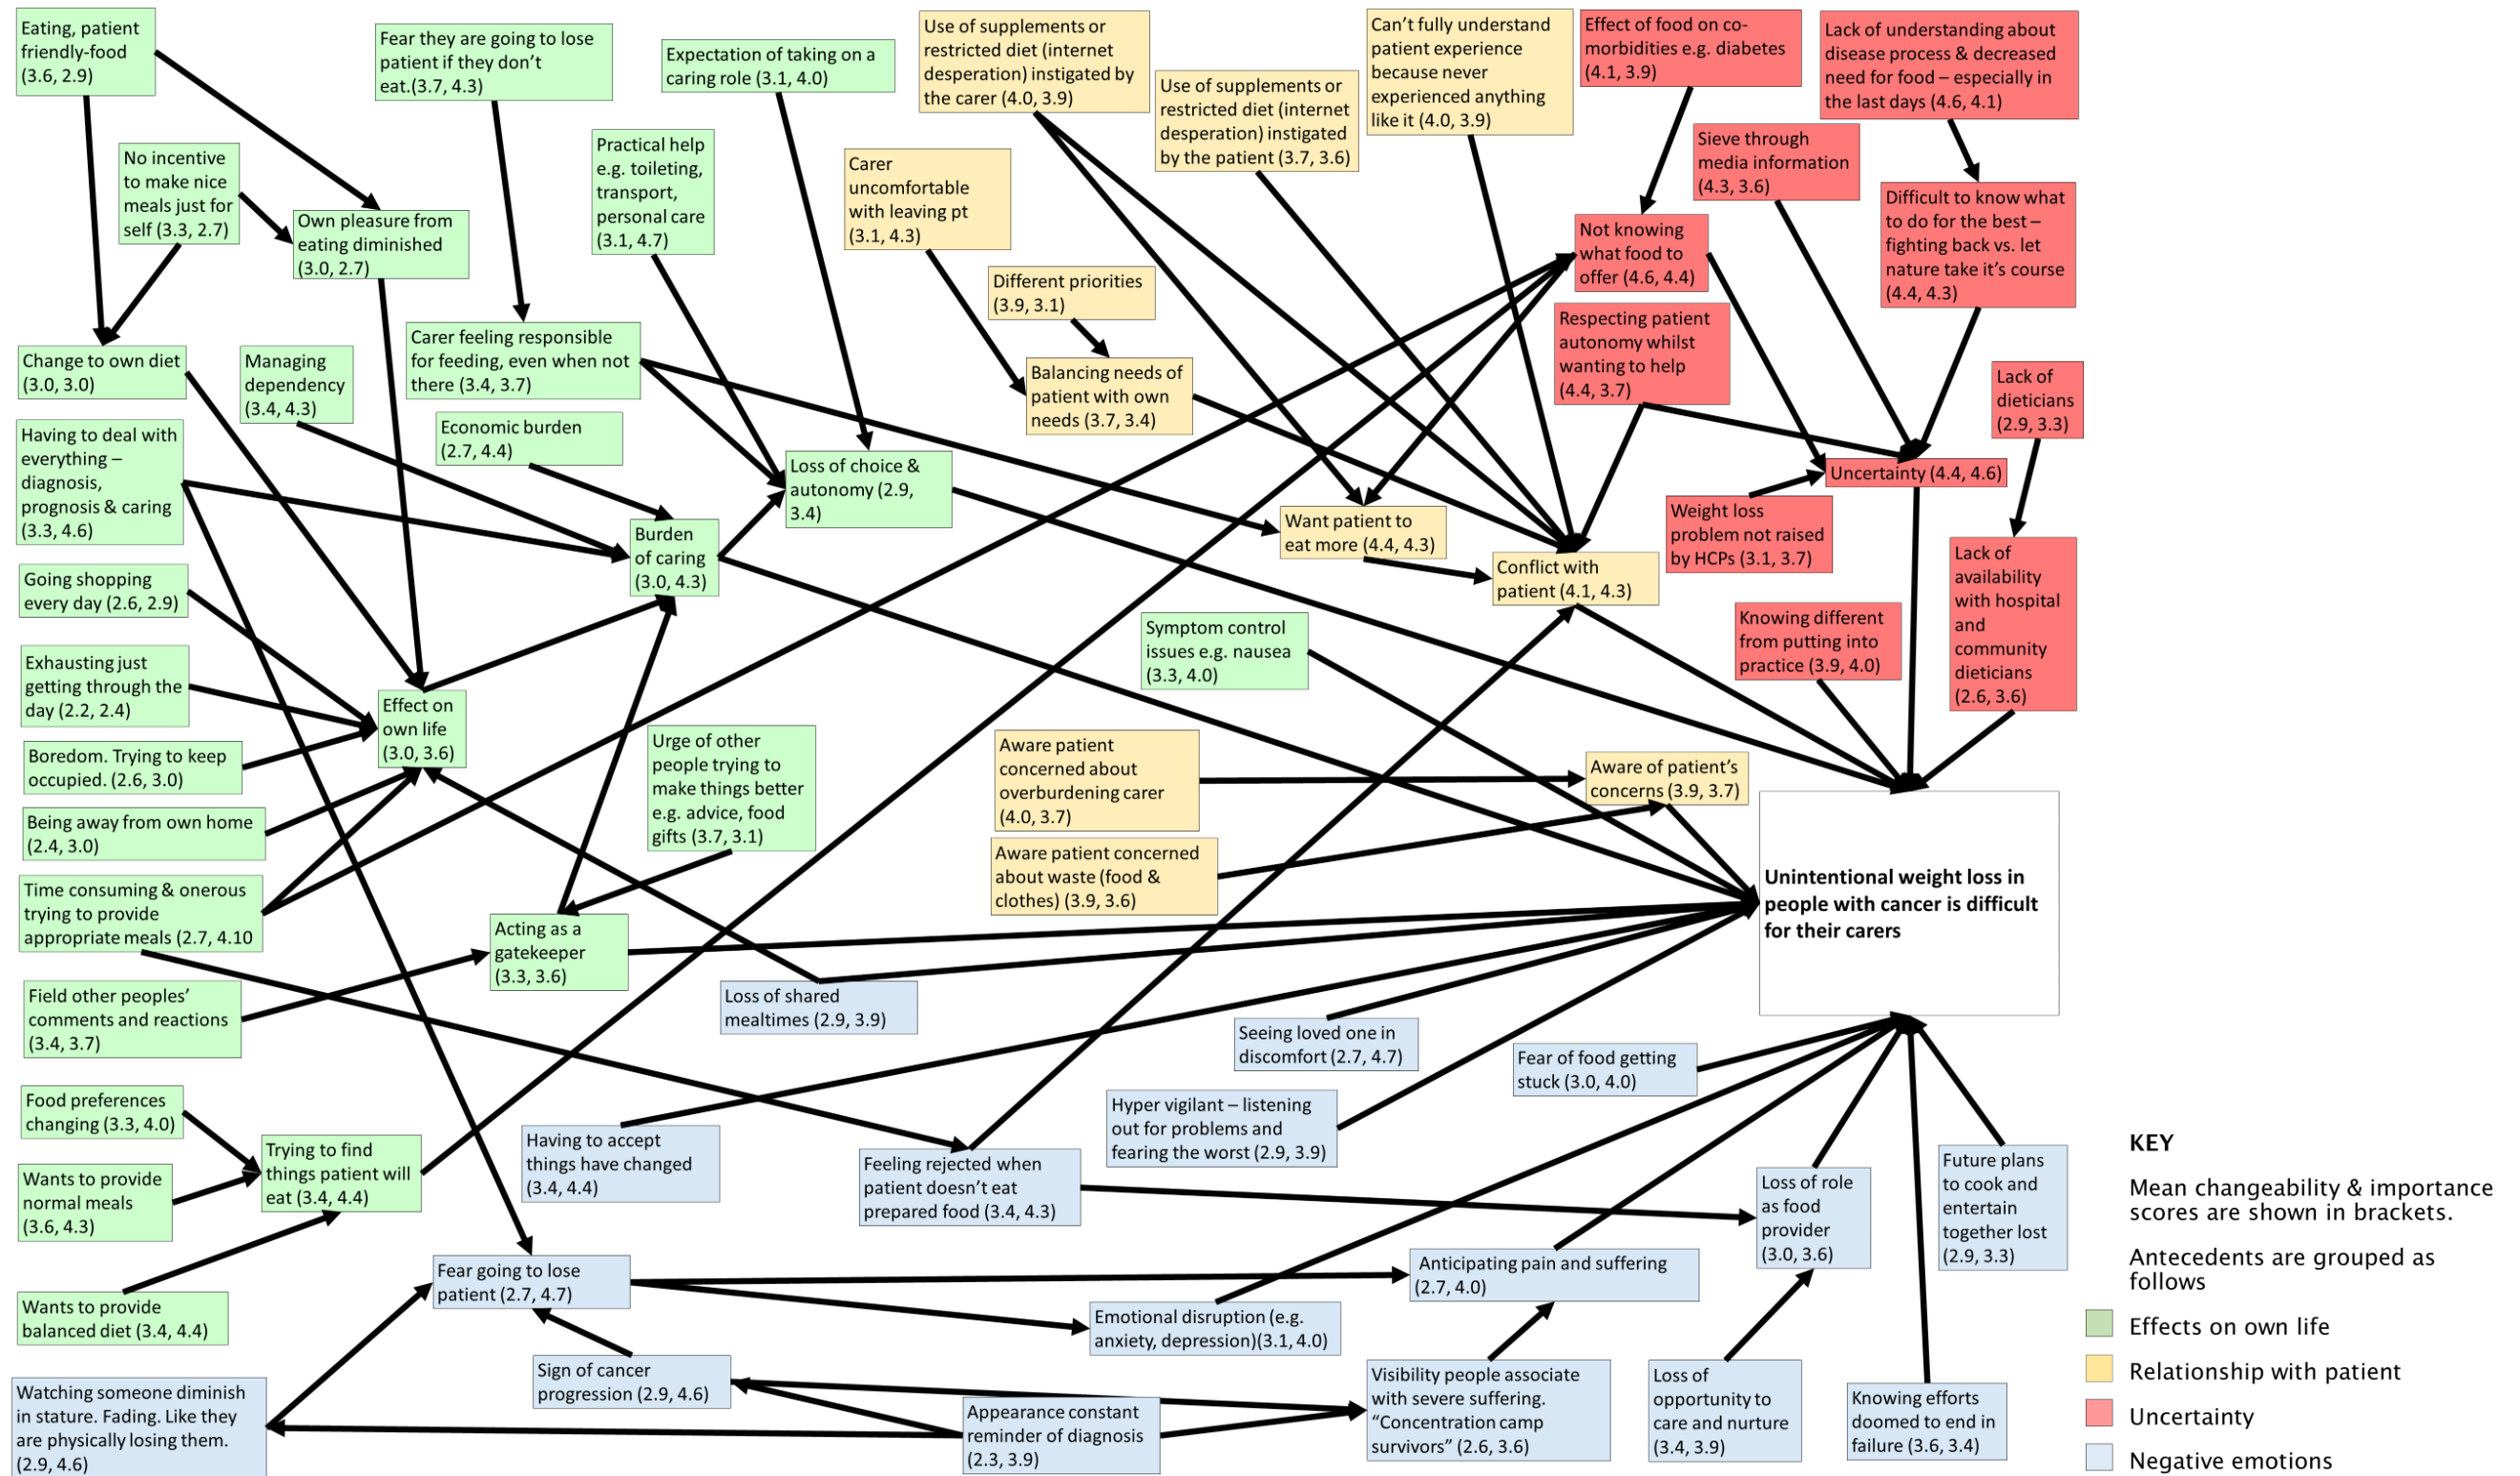 Eating, patient
friendly-food
(3.6, 2.9)
Fear they are going to lose
patient if they don’t
eat.(3.7, 4.3)
Expectation of taking on a
caring role (3.1, 4.0)
Use of supplements or
restricted diet (internet
desperation) instigated by
the carer (4.0, 3.9)
Use of supplements or
restricted diet (internet
desperation) instigated
by the patient (3.7, 3.6)
Can’t fully understand
patient experience
because never
experienced anything
like it (4.0, 3.9)
Effect of food on co-
morbidities e.g. diabetes
(4.1, 3.9)
Lack of understanding about
disease process & decreased
need for food – especially in
the last days (4.6, 4.1)
No incentive
to make nice
meals just for
self (3.3, 2.7)
Own pleasure from
eating diminished
(3.0, 2.7)
Practical help
e.g. toileting,
transport,
personal care
(3.1, 4.7)
Carer
uncomfortable
with leaving pt
(3.1, 4.3)
Sieve through
media information
(4.3, 3.6)
Difficult to know what
to do for the best –
fighting back vs. let
nature take it’s course
(4.4, 4.3)
Not knowing
what food to
offer (4.6, 4.4)
Different priorities
(3.9, 3.1)
Respecting patient
autonomy whilst
wanting to help
(4.4, 3.7)
Change to own diet
(3.0, 3.0)
Managing
dependency
(3.4, 4.3)
Carer feeling responsible
for feeding, even when not
there (3.4, 3.7)
Balancing needs of
patient with own
needs (3.7, 3.4)
Lack of
dieticians
(2.9, 3.3)
Having to deal with
everything –
diagnosis,
prognosis & caring
(3.3, 4.6)
Economic burden
(2.7, 4.4)
Loss of choice &
autonomy (2.9,
3.4)
Uncertainty (4.4, 4.6)
Want patient to
eat more (4.4, 4.3)
Weight loss
problem not raised
by HCPs (3.1, 3.7)
Burden
of caring
(3.0, 4.3)
Conflict with
patient (4.1, 4.3)
Lack of
availability
with hospital
and
community
dieticians
(2.6, 3.6)
Going shopping
every day (2.6, 2.9)
Symptom control
issues e.g. nausea
(3.3, 4.0)
Knowing different
from putting into
practice (3.9, 4.0)
Exhausting just
getting through the
day (2.2, 2.4)
Effect on
own life
(3.0, 3.6)
Urge of other
people trying to
make things better
e.g. advice, food
gifts (3.7, 3.1)
Aware patient
concerned about
overburdening carer
(4.0, 3.7)
Aware of patient’s
concerns (3.9, 3.7)
Boredom. Trying to keep
occupied. (2.6, 3.0)
Being away from own home
(2.4, 3.0)
Aware patient concerned
about waste (food &
clothes) (3.9, 3.6)
Unintentional weight loss in
people with cancer is difficult
for their carers
Time consuming & onerous
trying to provide
appropriate meals (2.7, 4.10
Acting as a
gatekeeper
(3.3, 3.6)
Field other peoples’
comments and reactions
(3.4, 3.7)
Loss of shared
mealtimes (2.9, 3.9)
Seeing loved one in
discomfort (2.7, 4.7)
Fear of food getting
stuck (3.0, 4.0)
Food preferences
changing (3.3, 4.0)
Hyper vigilant – listening
out for problems and
fearing the worst (2.9, 3.9)
Having to accept
things have changed
(3.4, 4.4)
Trying to find
things patient will
eat (3.4, 4.4)
Feeling rejected when
patient doesn’t eat
prepared food (3.4, 4.3)
Wants to provide
normal meals
(3.6, 4.3)
Loss of role
as food
provider
(3.0, 3.6)
Future plans
to cook and
entertain
together lost
(2.9, 3.3)
Fear going to lose
patient (2.7, 4.7)
Anticipating pain and suffering
(2.7, 4.0)
Wants to provide
balanced diet (3.4, 4.4)
Emotional disruption (e.g.
anxiety, depression)(3.1, 4.0)
Sign of cancer
progression (2.9, 4.6)
Watching someone diminish
in stature. Fading. Like they
are physically losing them.
(2.9, 4.6)
Appearance constant
reminder of diagnosis
(2.3, 3.9)
Visibility people associate
with severe suffering.
“Concentration camp
survivors” (2.6, 3.6)
Loss of
opportunity to
care and nurture
(3.4, 3.9)
Knowing efforts
doomed to end in
failure (3.6, 3.4)
KEY
Mean changeability & importance
scores are shown in brackets.
Antecedents are grouped as
follows
Effects on own life
Relationship with patient
Uncertainty
Negative emotions